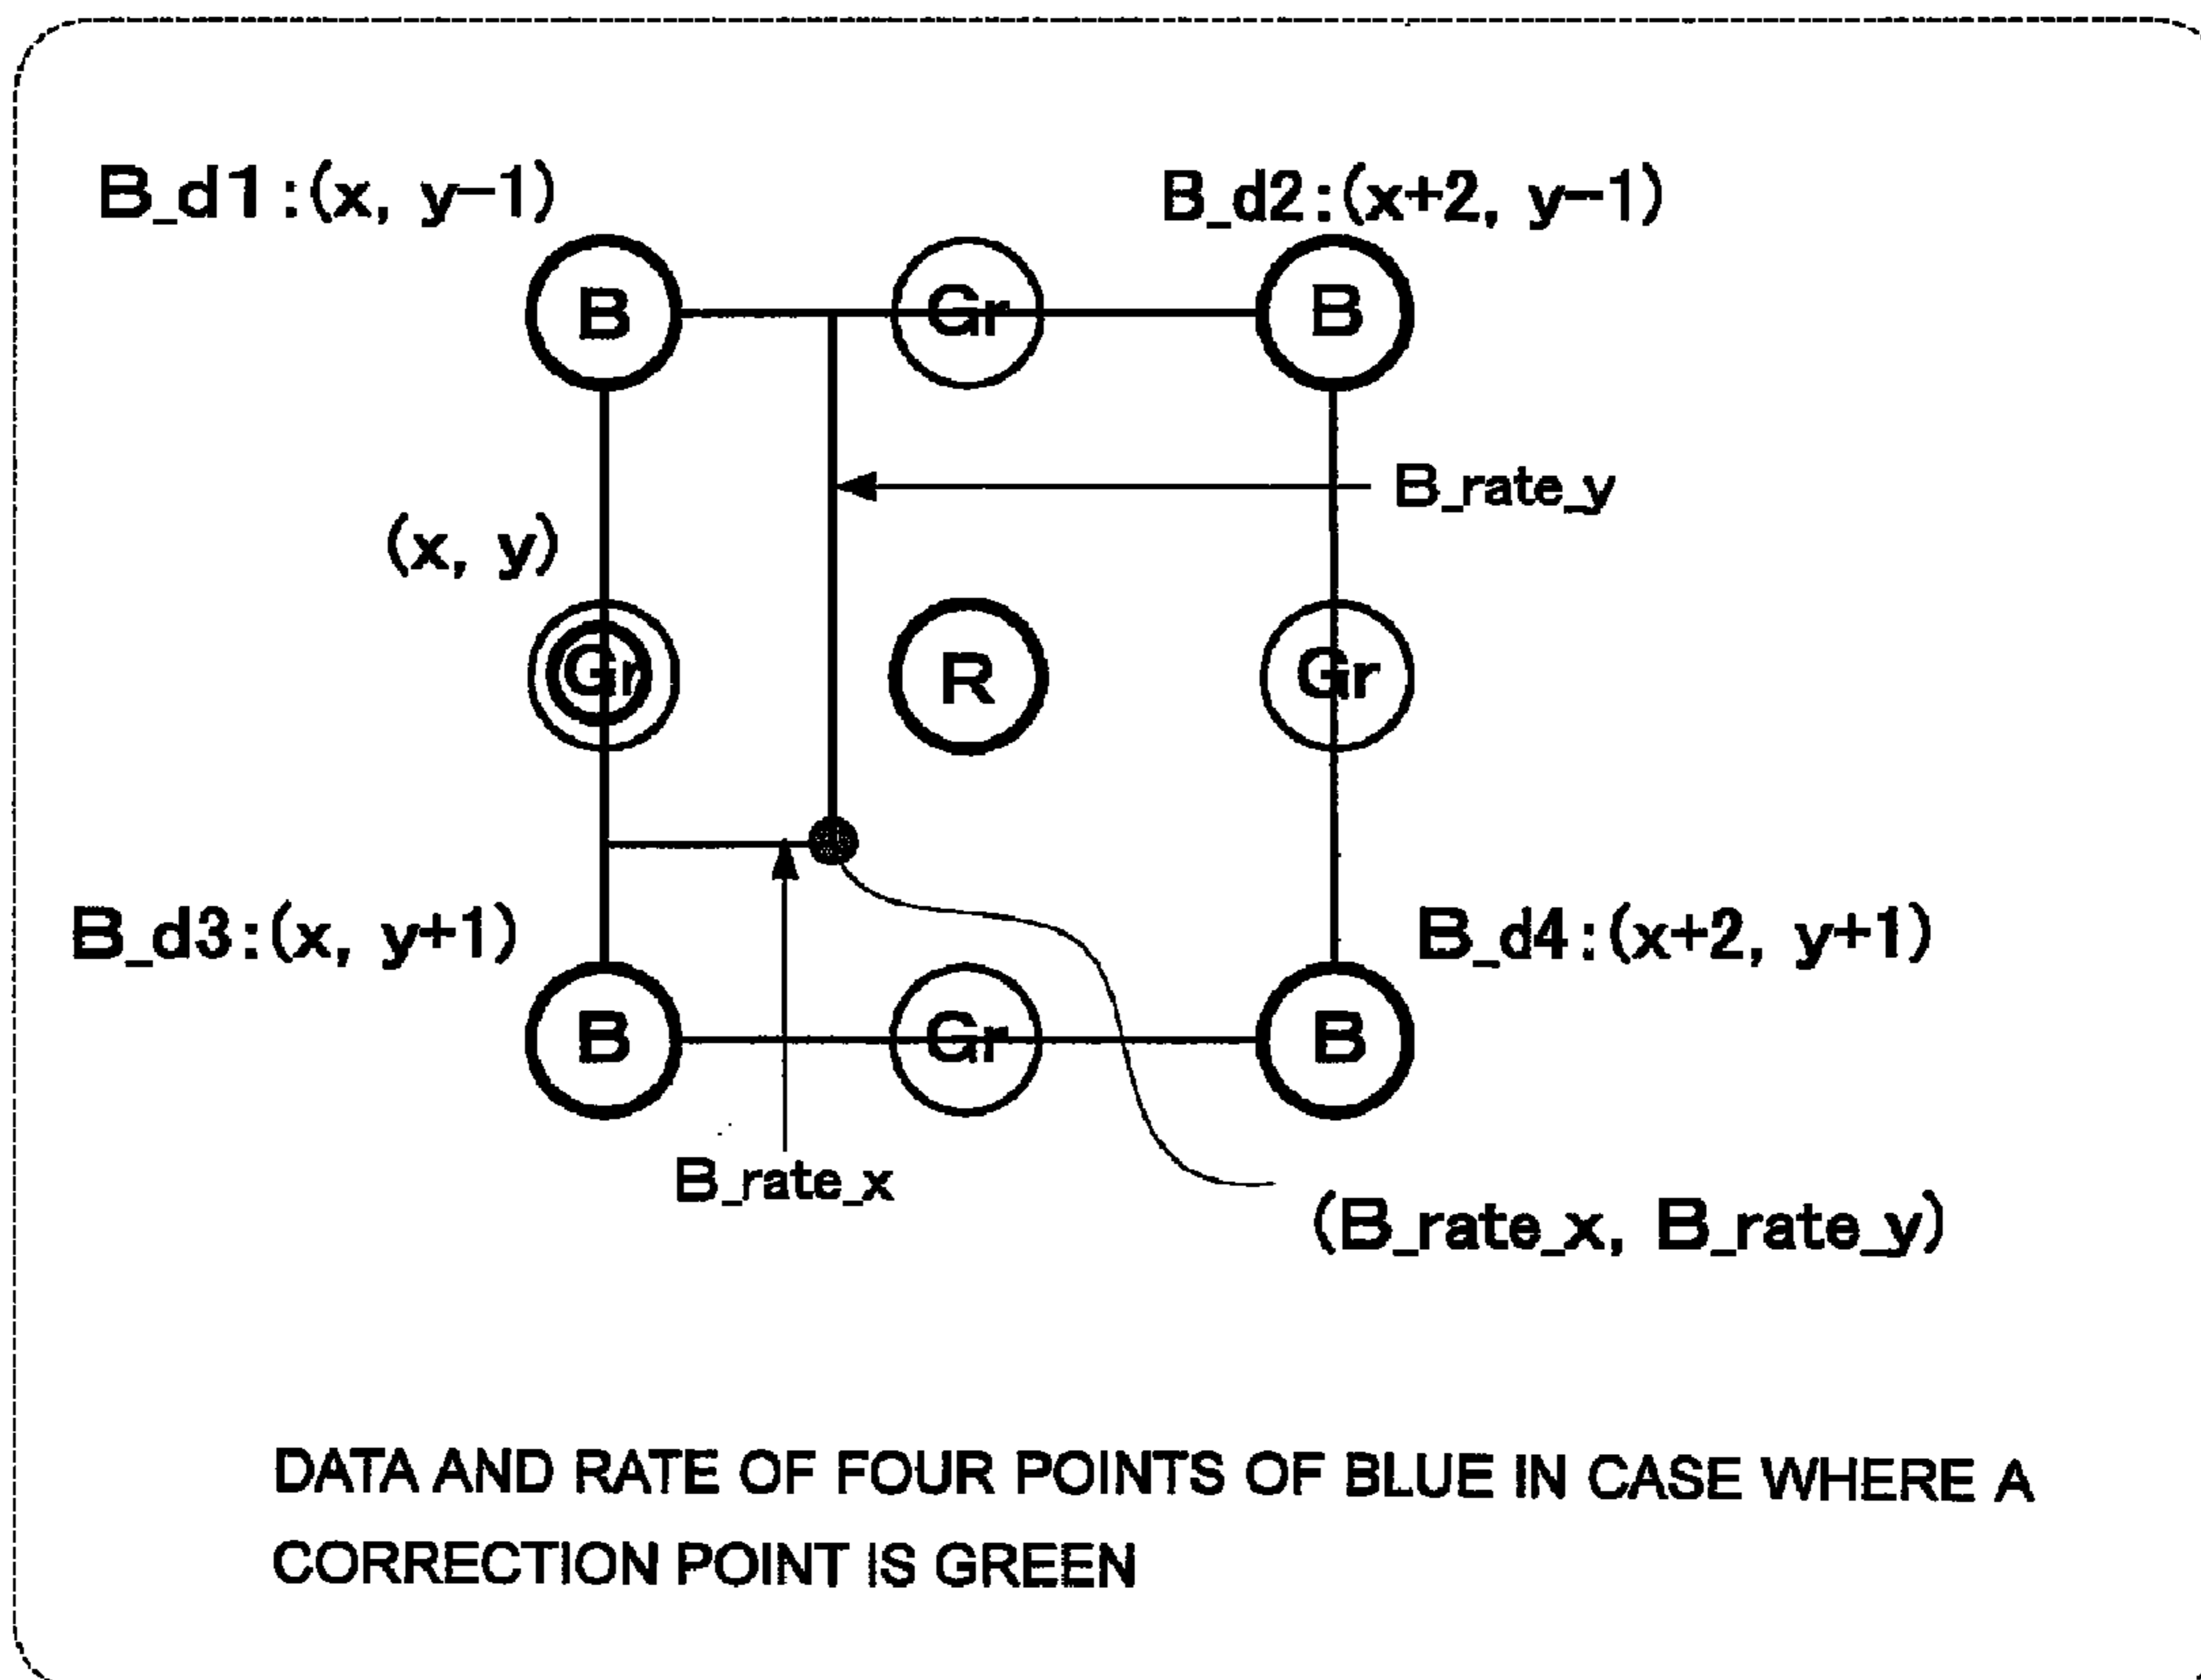 B_d1:(x, y−1)
B_d2:(x+2, y−1)
B
Gr
B
B_rate_y
(x, y)
Gr
R
Gr
B_d3:(x, y+1)
B_d4:(x+2, y+1)
B
Gr
B
B_rate_x
(B_rate_x, B_rate_y)
DATA AND RATE OF FOUR POINTS OF BLUE IN CASE WHERE A
CORRECTION POINT IS GREEN